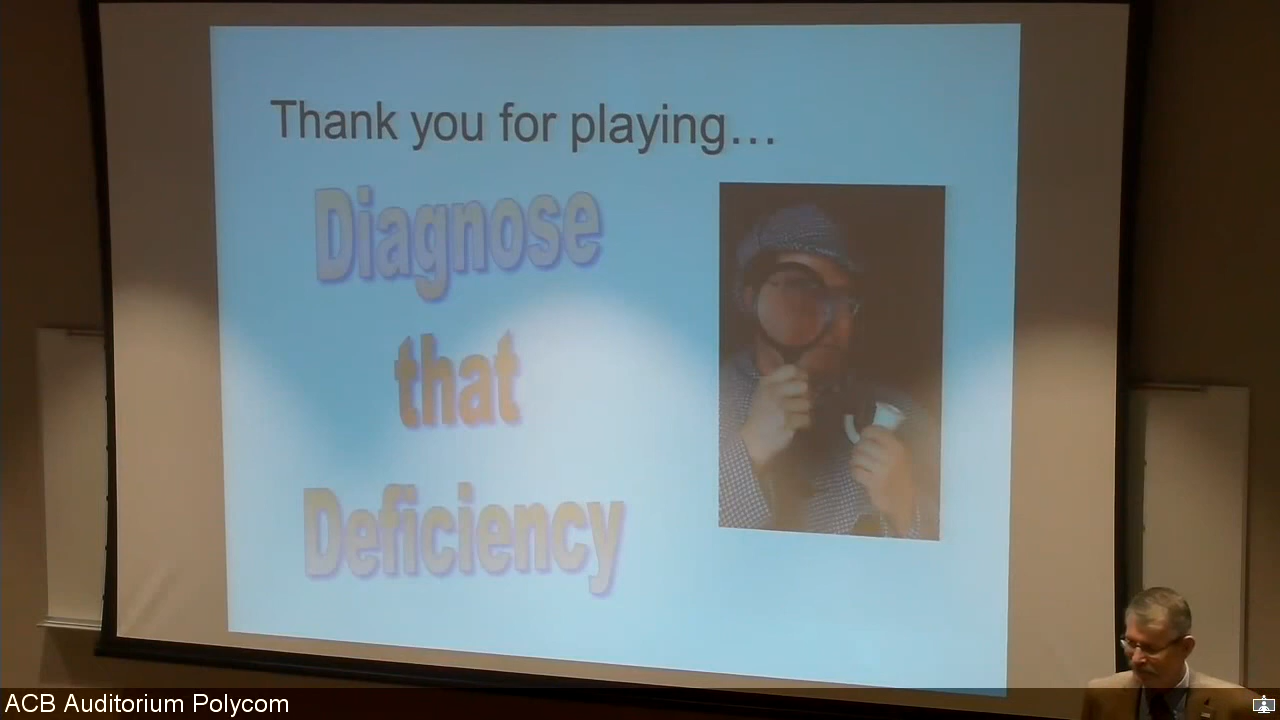 Thank you for playing...
Diagnose
that
Deficiency
ACB Auditorium Polycom